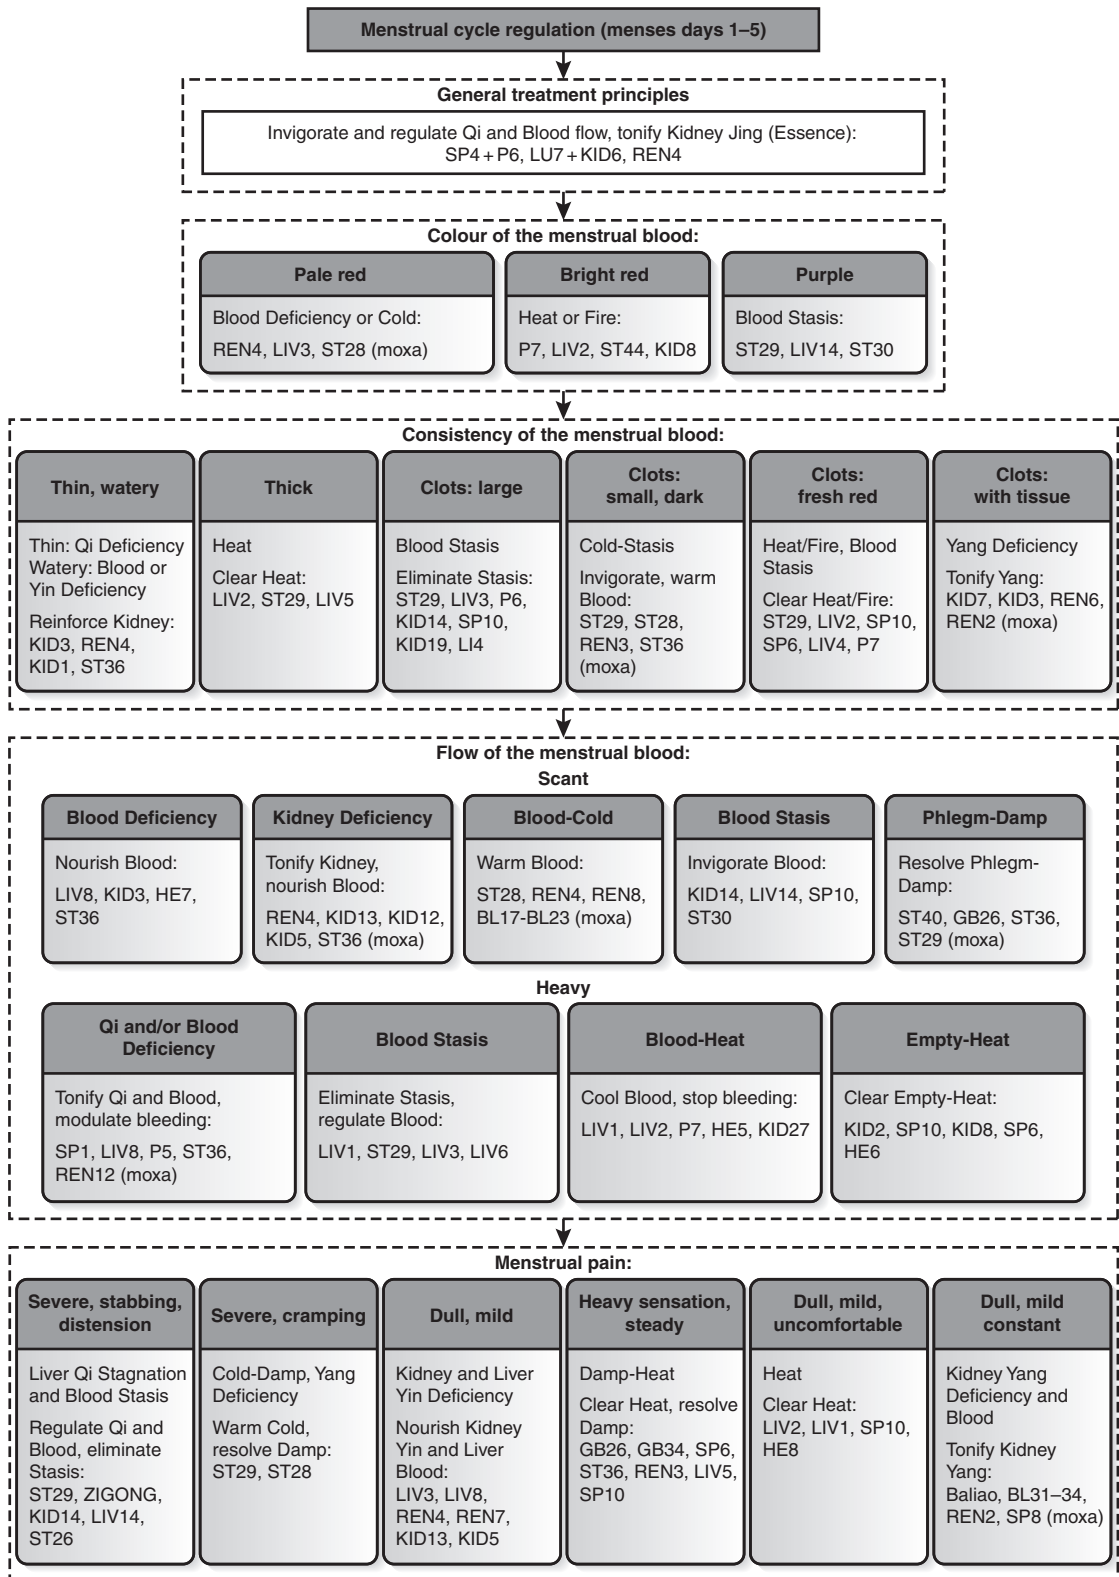 Menstrual cycle regulation (menses days 1–5)
General treatment principles
Invigorate and regulate Qi and Blood flow, tonify Kidney Jing (Essence):
SP4 + P6, LU7 + KID6, REN4
Colour of the menstrual blood:
Pale red
Blood Deficiency or Cold:
REN4, LIV3, ST28 (moxa)
Bright red
Heat or Fire:
P7, LIV2, ST44, KID8
Purple
Blood Stasis:
ST29, LIV14, ST30
Consistency of the menstrual blood:
Thin, watery
Thin: Qi Deficiency
Watery: Blood or
Yin Deficiency
Reinforce Kidney:
KID3, REN4,
KID1, ST36
Thick
Heat
Clear Heat:
LIV2, ST29, LIV5
Clots: large
Blood Stasis
Eliminate Stasis:
ST29, LIV3, P6,
KID14, SP10,
KID19, LI4
Clots:
small, dark
Cold-Stasis
Invigorate, warm
Blood:
ST29, ST28,
REN3, ST36
(moxa)
Clots:
fresh red
Heat/Fire, Blood
Stasis
Clear Heat/Fire:
ST29, LIV2, SP10,
SP6, LIV4, P7
Clots:
with tissue
Yang Deficiency
Tonify Yang:
KID7, KID3, REN6,
REN2 (moxa)
Flow of the menstrual blood:
Scant
Blood Deficiency
Nourish Blood:
LIV8, KID3, HE7,
ST36
Kidney Deficiency
Tonify Kidney,
nourish Blood:
REN4, KID13, KID12,
KID5, ST36 (moxa)
Blood-Cold
Warm Blood:
ST28, REN4, REN8,
BL17-BL23 (moxa)
Blood Stasis
Invigorate Blood:
KID14, LIV14, SP10,
ST30
Phlegm-Damp
Resolve Phlegm-
Damp:
ST40, GB26, ST36,
ST29 (moxa)
Heavy
Qi and/or Blood
Deficiency
Tonify Qi and Blood,
modulate bleeding:
SP1, LIV8, P5, ST36,
REN12 (moxa)
Blood Stasis
Eliminate Stasis,
regulate Blood:
LIV1, ST29, LIV3, LIV6
Blood-Heat
Cool Blood, stop bleeding:
LIV1, LIV2, P7, HE5, KID27
Empty-Heat
Clear Empty-Heat:
KID2, SP10, KID8, SP6,
HE6
Menstrual pain:
Severe, stabbing,
distension
Liver Qi Stagnation
and Blood Stasis
Regulate Qi and
Blood, eliminate
Stasis:
ST29, ZIGONG,
KID14, LIV14,
ST26
Severe, cramping
Cold-Damp, Yang
Deficiency
Warm Cold,
resolve Damp:
ST29, ST28
Dull, mild
Kidney and Liver
Yin Deficiency
Nourish Kidney
Yin and Liver
Blood:
LIV3, LIV8,
REN4, REN7,
KID13, KID5
Heavy sensation,
steady
Damp-Heat
Clear Heat, resolve
Damp:
GB26, GB34, SP6,
ST36, REN3, LIV5,
SP10
Dull, mild,
uncomfortable
Heat
Clear Heat:
LIV2, LIV1, SP10,
HE8
Dull, mild
constant
Kidney Yang
Deficiency and
Blood
Tonify Kidney
Yang:
Baliao, BL31–34,
REN2, SP8 (moxa)